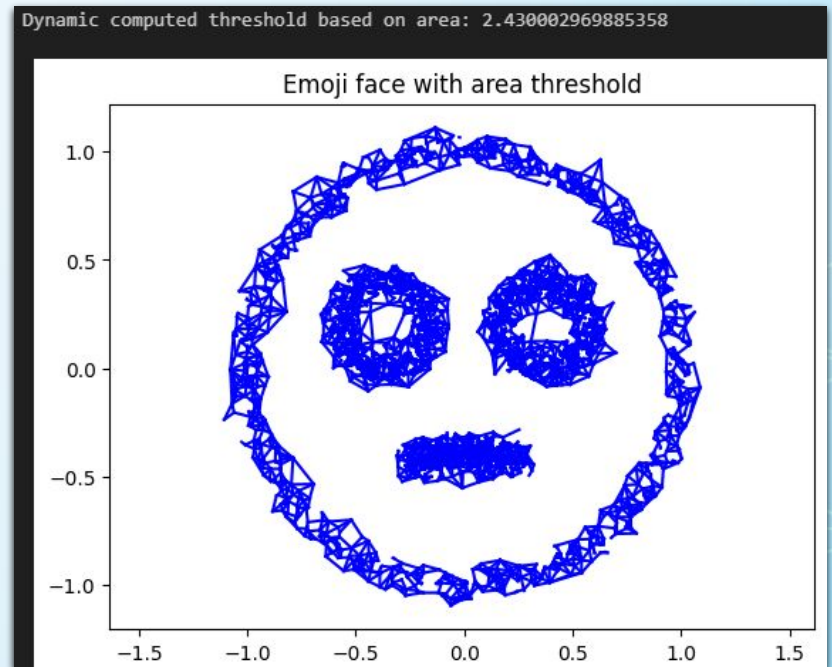 Dynamic computed threshold based on area: 2.430002969885358
Emoji face with area threshold
1.0
0.5
0.0
−0.5
−1.0
−1.5 −1.0 −0.5 0.0 0.5 1.0 1.5